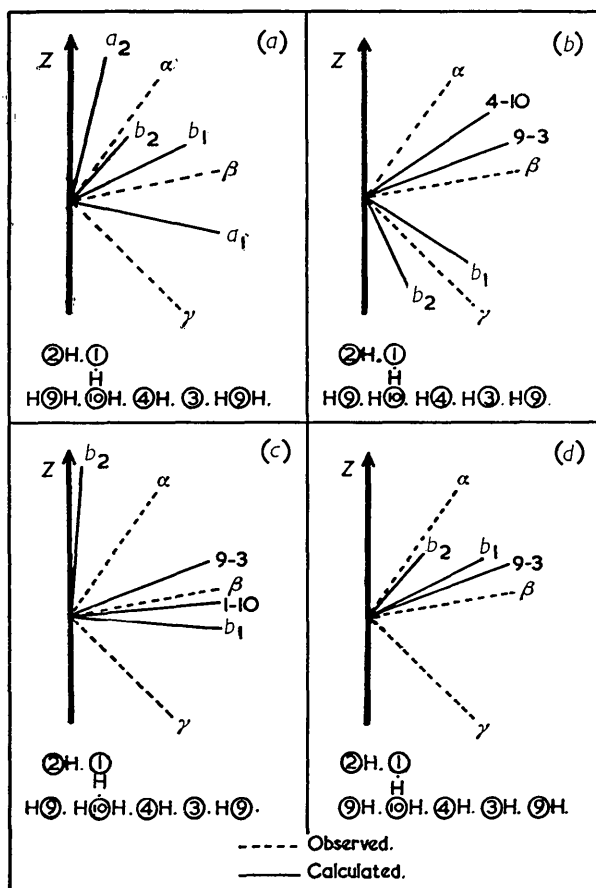 (a)
Z
a₂
α
b₂
b₁
β
a₁
γ
②H. ①
H
H⑨H. ⑩H. ④H. ③. H⑨H.
(b)
Z
α
4-10
9-3
β
b₁
b₂
γ
②H. ①
H
H⑨. H⑩. H④. H③. H⑨.
(c)
b₂
Z
α
9-3
β
1-10
b₁
γ
②H. ①
H
H⑨. H⑩H. ④H. ③. H⑨.
(d)
Z
α
b₂
b₁
9-3
β
γ
②H. ①
H
⑨H. ⑩H. ④H. ③H. ⑨H.
Observed.
Calculated.